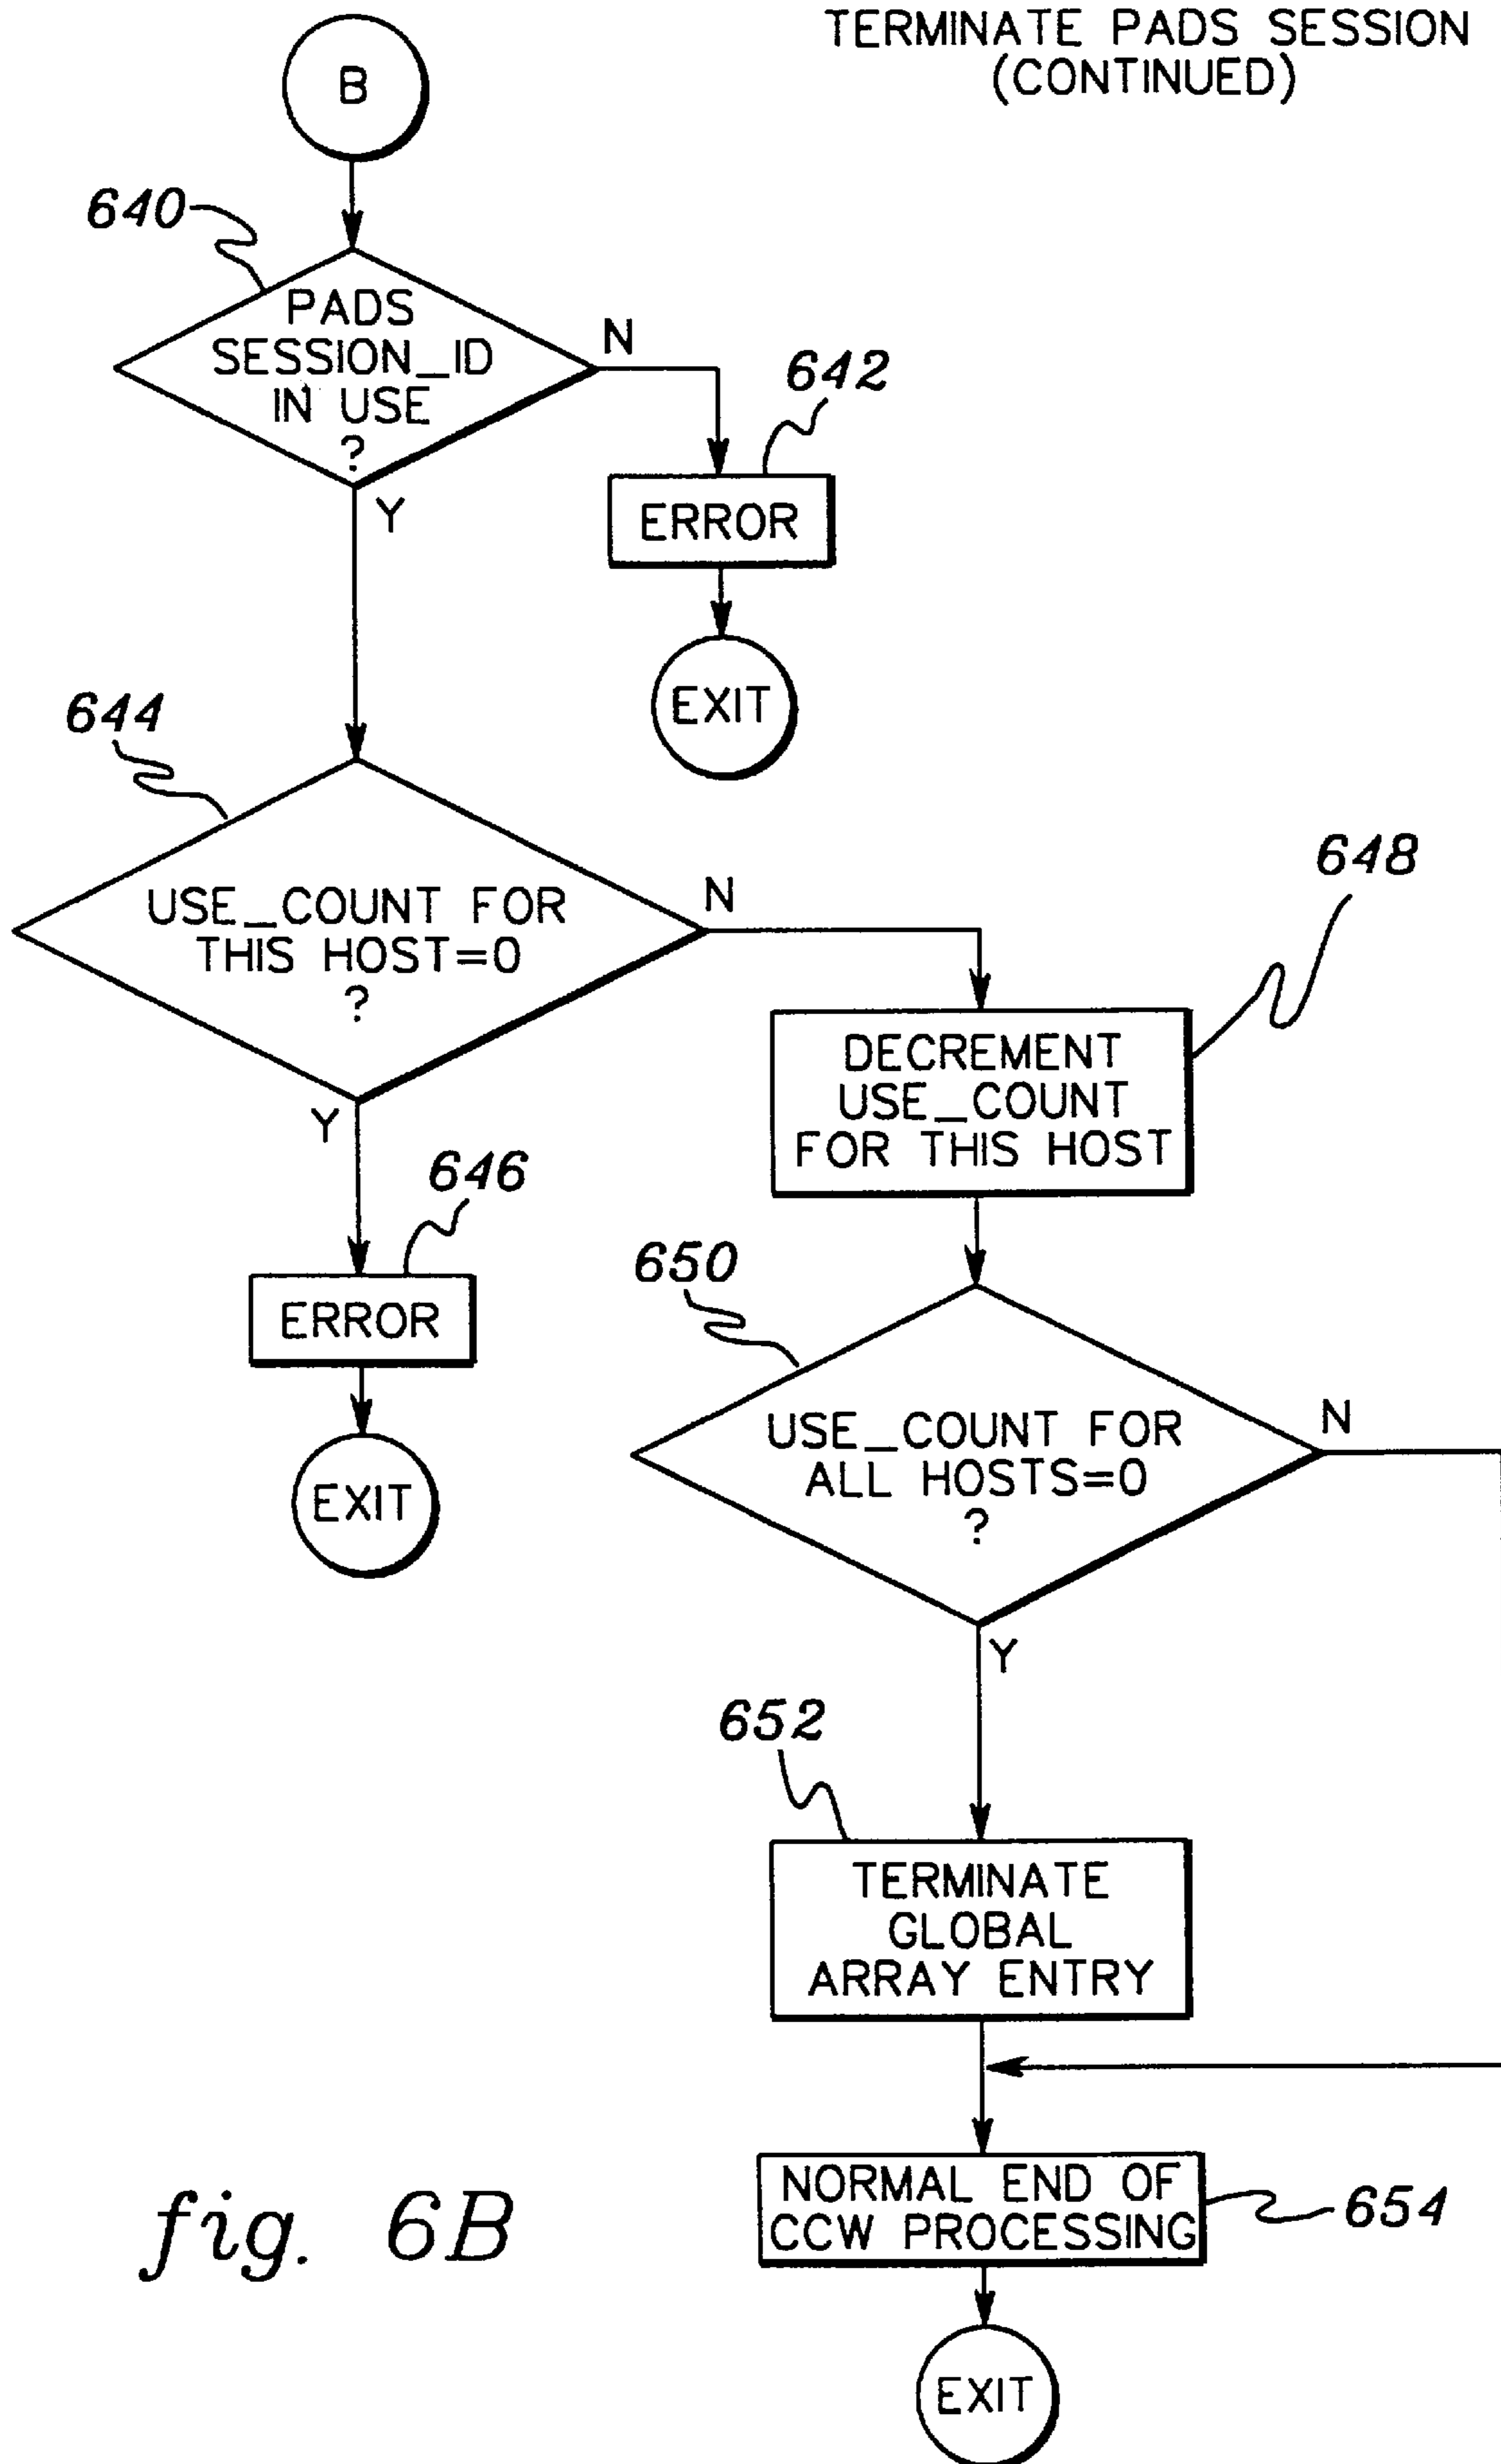 TERMINATE PADS SESSION
(CONTINUED)
B
640
PADS
SESSION_ID
IN USE
?
N
Y
642
ERROR
EXIT
644
USE_COUNT FOR
THIS HOST=0
?
N
Y
646
ERROR
EXIT
648
DECREMENT
USE_COUNT
FOR THIS HOST
650
USE_COUNT FOR
ALL HOSTS=0
?
N
Y
652
TERMINATE
GLOBAL
ARRAY ENTRY
NORMAL END OF
CCW PROCESSING
654
EXIT
fig. 6B